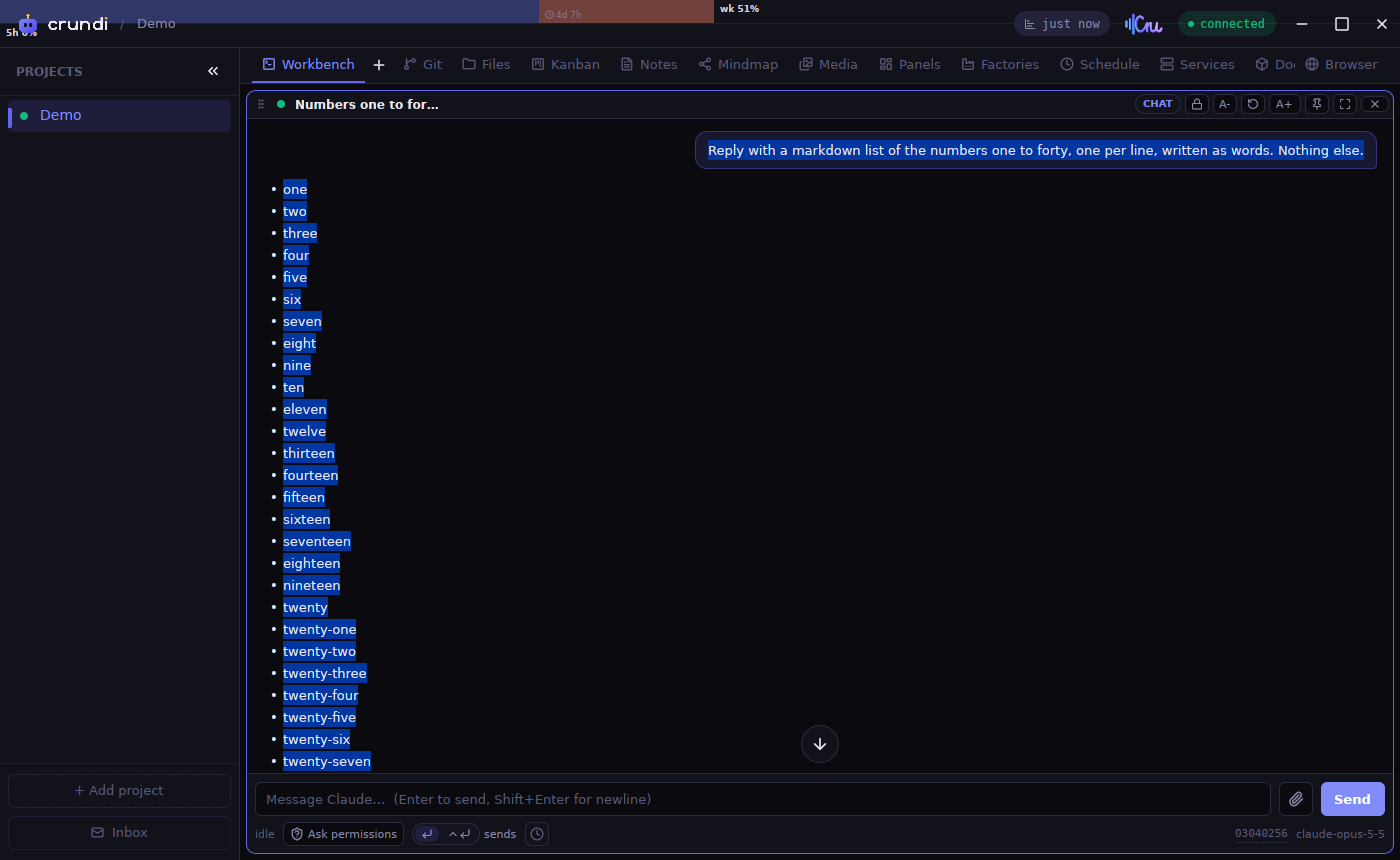 4d 7h
wk 51%
crundi / Demo
just now
Cru
connected
PROJECTS
Workbench
Git
Files
Kanban
Notes
Mindmap
Media
Panels
Factories
Schedule
Services
Browser
Demo
Numbers one to for…
CHAT
A-
A+
Reply with a markdown list of the numbers one to forty, one per line, written as words. Nothing else.
• one
• two
• three
• four
• five
• six
• seven
• eight
• nine
• ten
• eleven
• twelve
• thirteen
• fourteen
• fifteen
• sixteen
• seventeen
• eighteen
• nineteen
• twenty
• twenty-one
• twenty-two
• twenty-three
• twenty-four
• twenty-five
• twenty-six
• twenty-seven
+ Add project
Inbox
Message Claude… (Enter to send, Shift+Enter for newline)
Send
idle
Ask permissions
sends
03040256
claude-opus-5-5